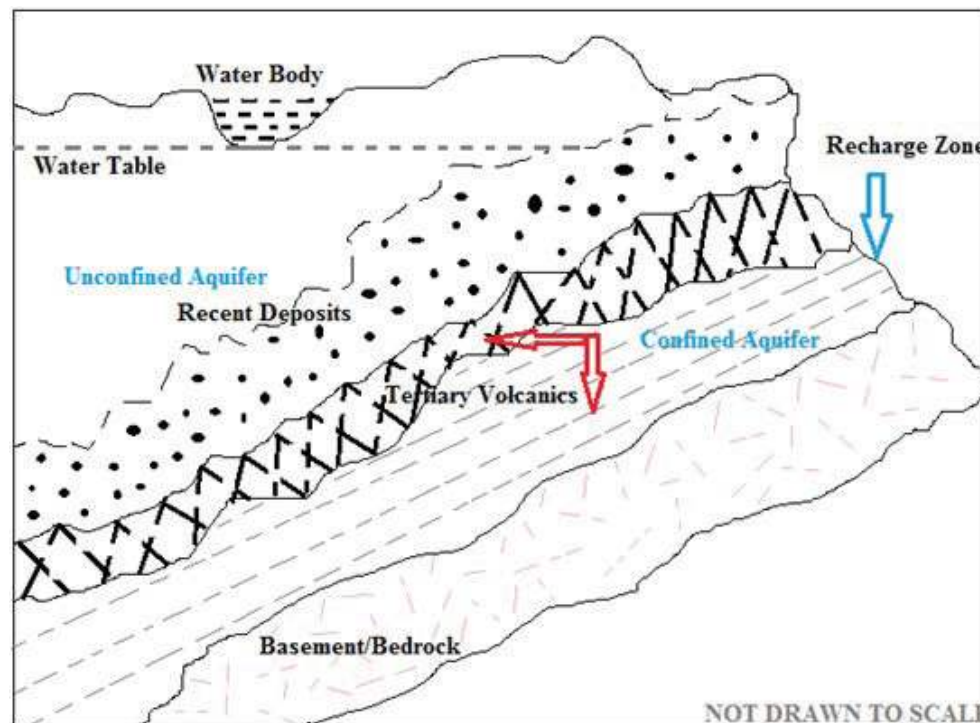 Water Body
Water Table
Recharge Zone
Unconfined Aquifer
Recent Deposits
Confined Aquifer
Tertiary Volcanics
Basement/Bedrock
NOT DRAWN TO SCALE